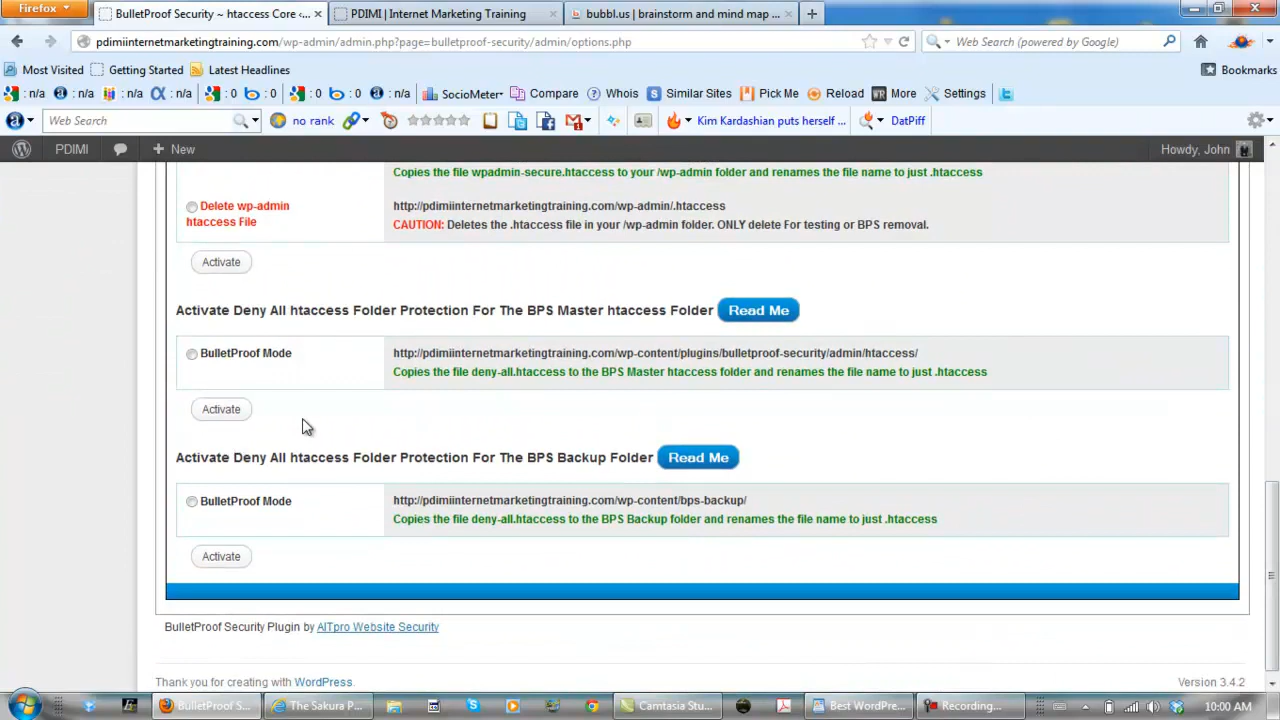 Firefox
BulletProof Security ~ htaccess Core <...
PDIMI | Internet Marketing Training
bubbl.us | brainstorm and mind map ...
pdimiinternetmarketingtraining.com/wp-admin/admin.php?page=bulletproof-security/admin/options.php
Web Search (powered by Google)
Most Visited
Getting Started
Latest Headlines
Bookmarks
: n/a : n/a : n/a : n/a : 0 : 0 : 0 : 0 : n/a SocioMeter Compare Whois Similar Sites Pick Me Reload More Settings
Web Search
no rank
Kim Kardashian puts herself ...
DatPiff
PDIMI
+ New
Howdy, John
Copies the file wpadmin-secure.htaccess to your /wp-admin folder and renames the file name to just .htaccess
Delete wp-admin htaccess File
http://pdimiinternetmarketingtraining.com/wp-admin/.htaccess
CAUTION: Deletes the .htaccess file in your /wp-admin folder. ONLY delete For testing or BPS removal.
Activate
Activate Deny All htaccess Folder Protection For The BPS Master htaccess Folder Read Me
BulletProof Mode
http://pdimiinternetmarketingtraining.com/wp-content/plugins/bulletproof-security/admin/htaccess/
Copies the file deny-all.htaccess to the BPS Master htaccess folder and renames the file name to just .htaccess
Activate
Activate Deny All htaccess Folder Protection For The BPS Backup Folder Read Me
BulletProof Mode
http://pdimiinternetmarketingtraining.com/wp-content/bps-backup/
Copies the file deny-all.htaccess to the BPS Backup folder and renames the file name to just .htaccess
Activate
BulletProof Security Plugin by AITpro Website Security
Thank you for creating with WordPress.
Version 3.4.2
BulletProof S...
The Sakura P...
Camtasia Stu...
Best WordPre...
Recording...
10:00 AM